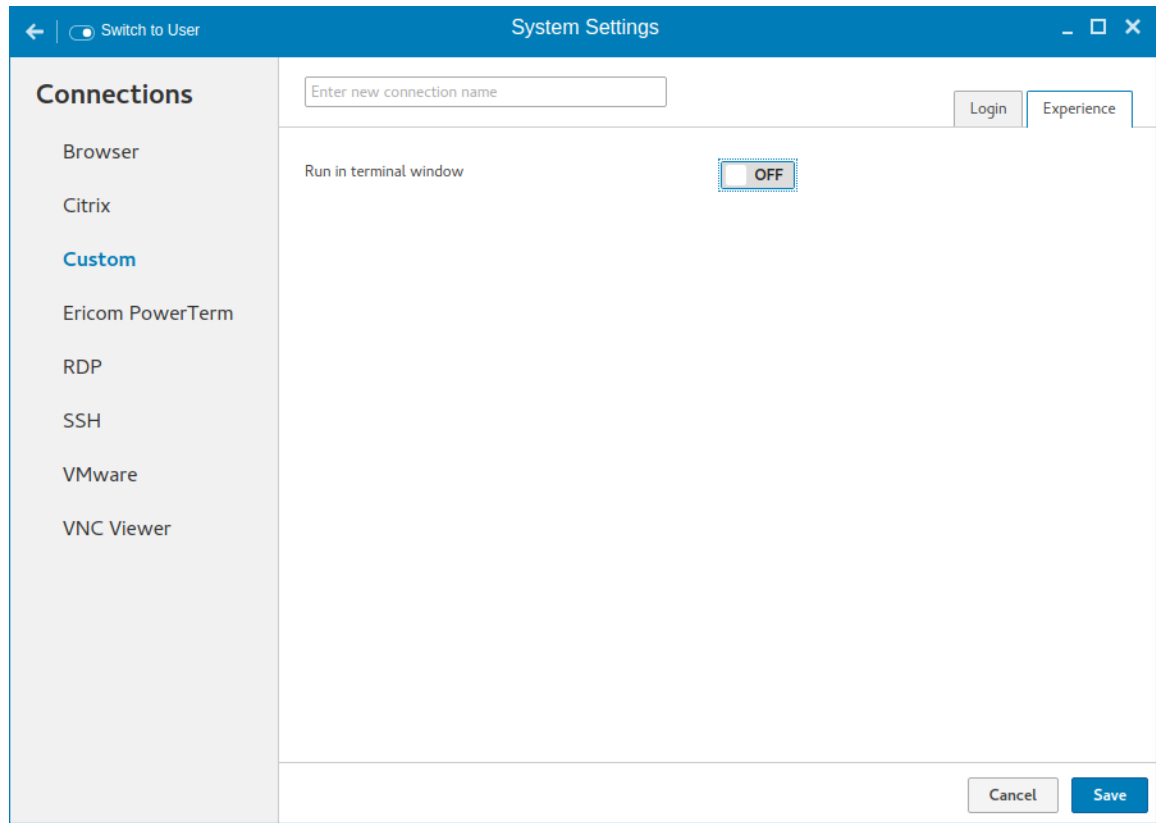 Switch to User
System Settings
Connections
Enter new connection name
Login
Experience
Browser
Run in terminal window
OFF
Citrix
Custom
Ericom PowerTerm
RDP
SSH
VMware
VNC Viewer
Cancel
Save